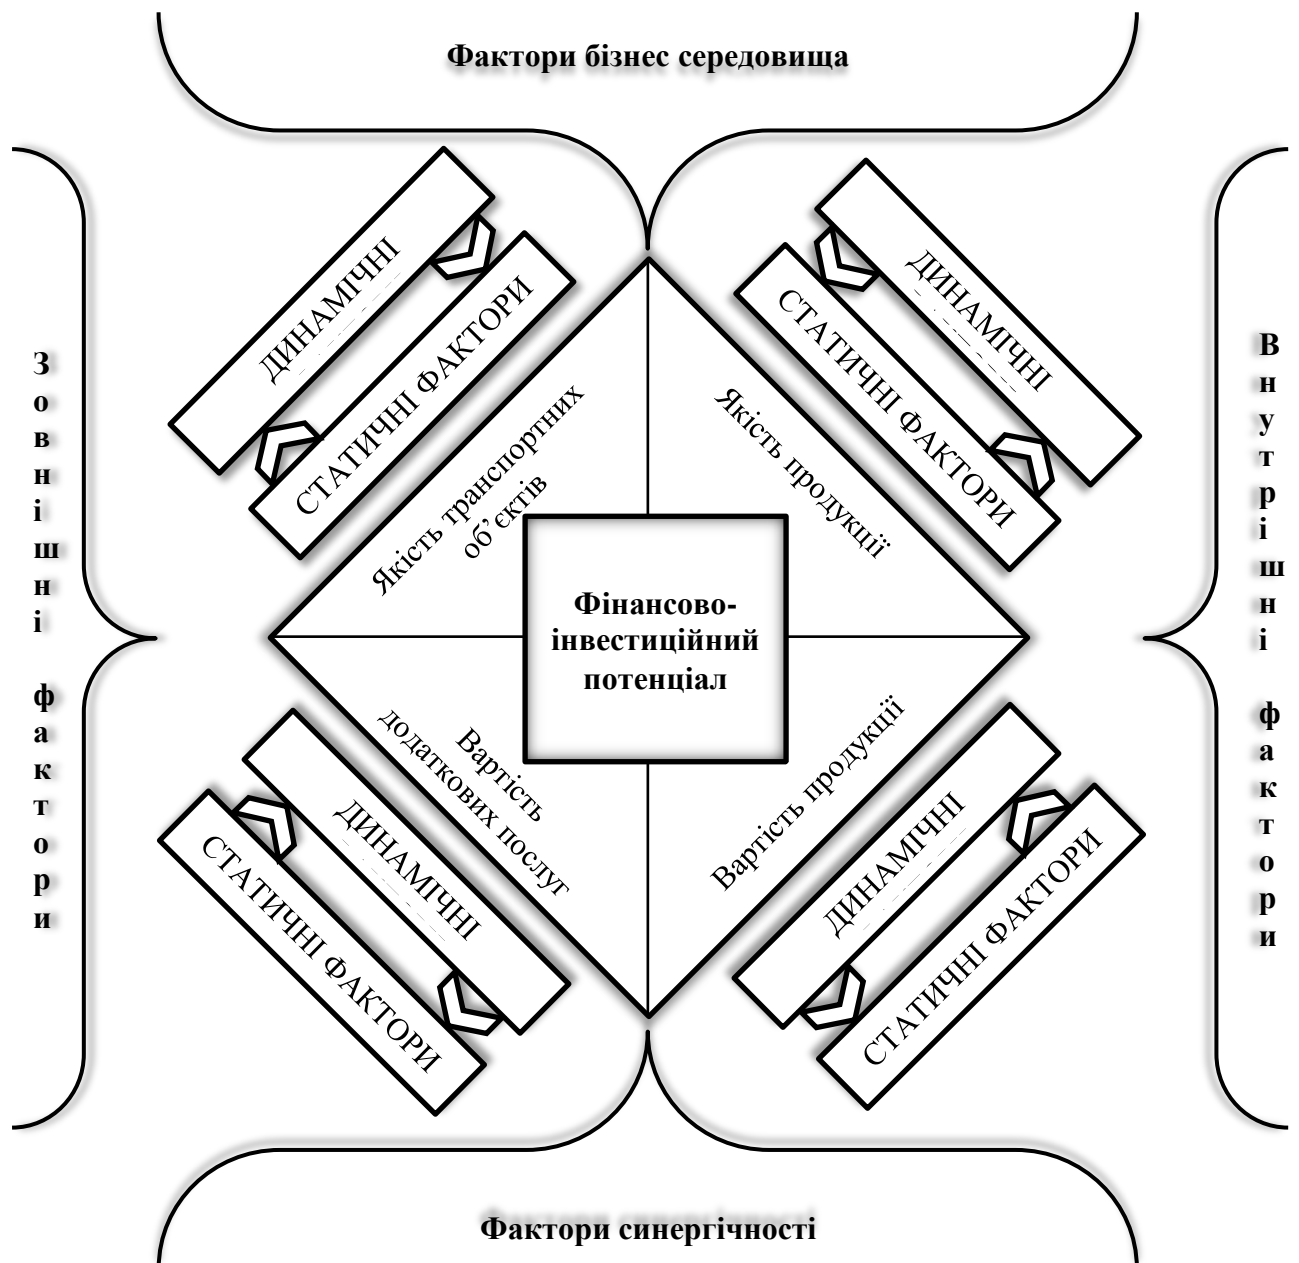 Фактори бізнес середовища
Зовнішні фактори
ДИНАМІЧНІ
СТАТИЧНІ ФАКТОРИ
Якість транспортних
об’єктів
ДИНАМІЧНІ
СТАТИЧНІ ФАКТОРИ
Якість продукції
Внутрішні фактори
Фінансово-
інвестиційний
потенціал
Вартість
додаткових послуг
ДИНАМІЧНІ
СТАТИЧНІ ФАКТОРИ
Вартість продукції
ДИНАМІЧНІ
СТАТИЧНІ ФАКТОРИ
Фактори синергічності